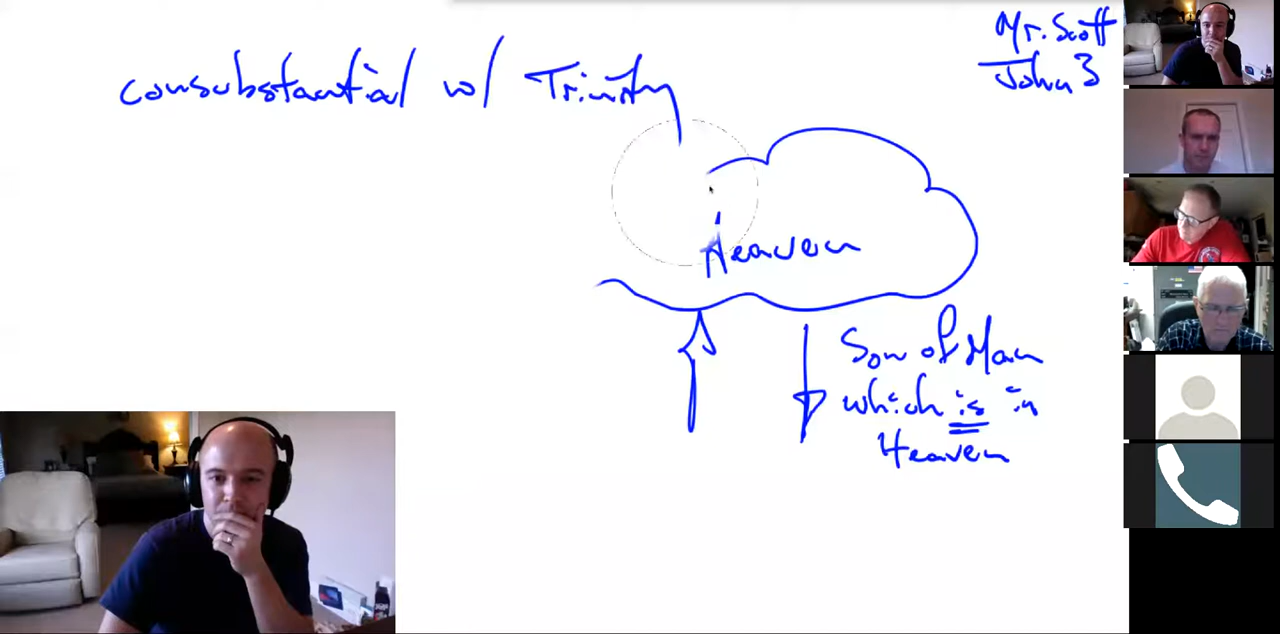 Mr. Scott
John 3
consubstantial w/ Trinity
Heaven
Son of Man
which is in
Heaven